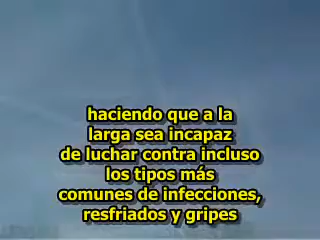 haciendo que a la
larga sea incapaz
de luchar contra incluso
los tipos más
comunes de infecciones,
resfriados y gripes